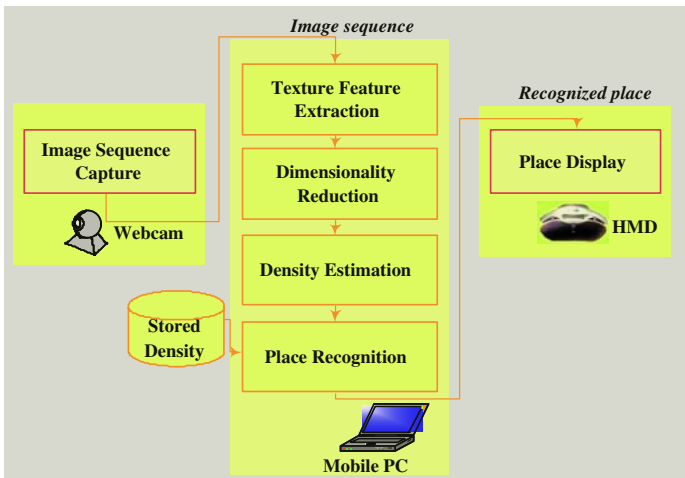 Image sequence
Texture Feature
Extraction
Recognized place
Image Sequence
Capture
Dimensionality
Reduction
Place Display
Webcam
HMD
Density Estimation
Stored
Density
Place Recognition
Mobile PC